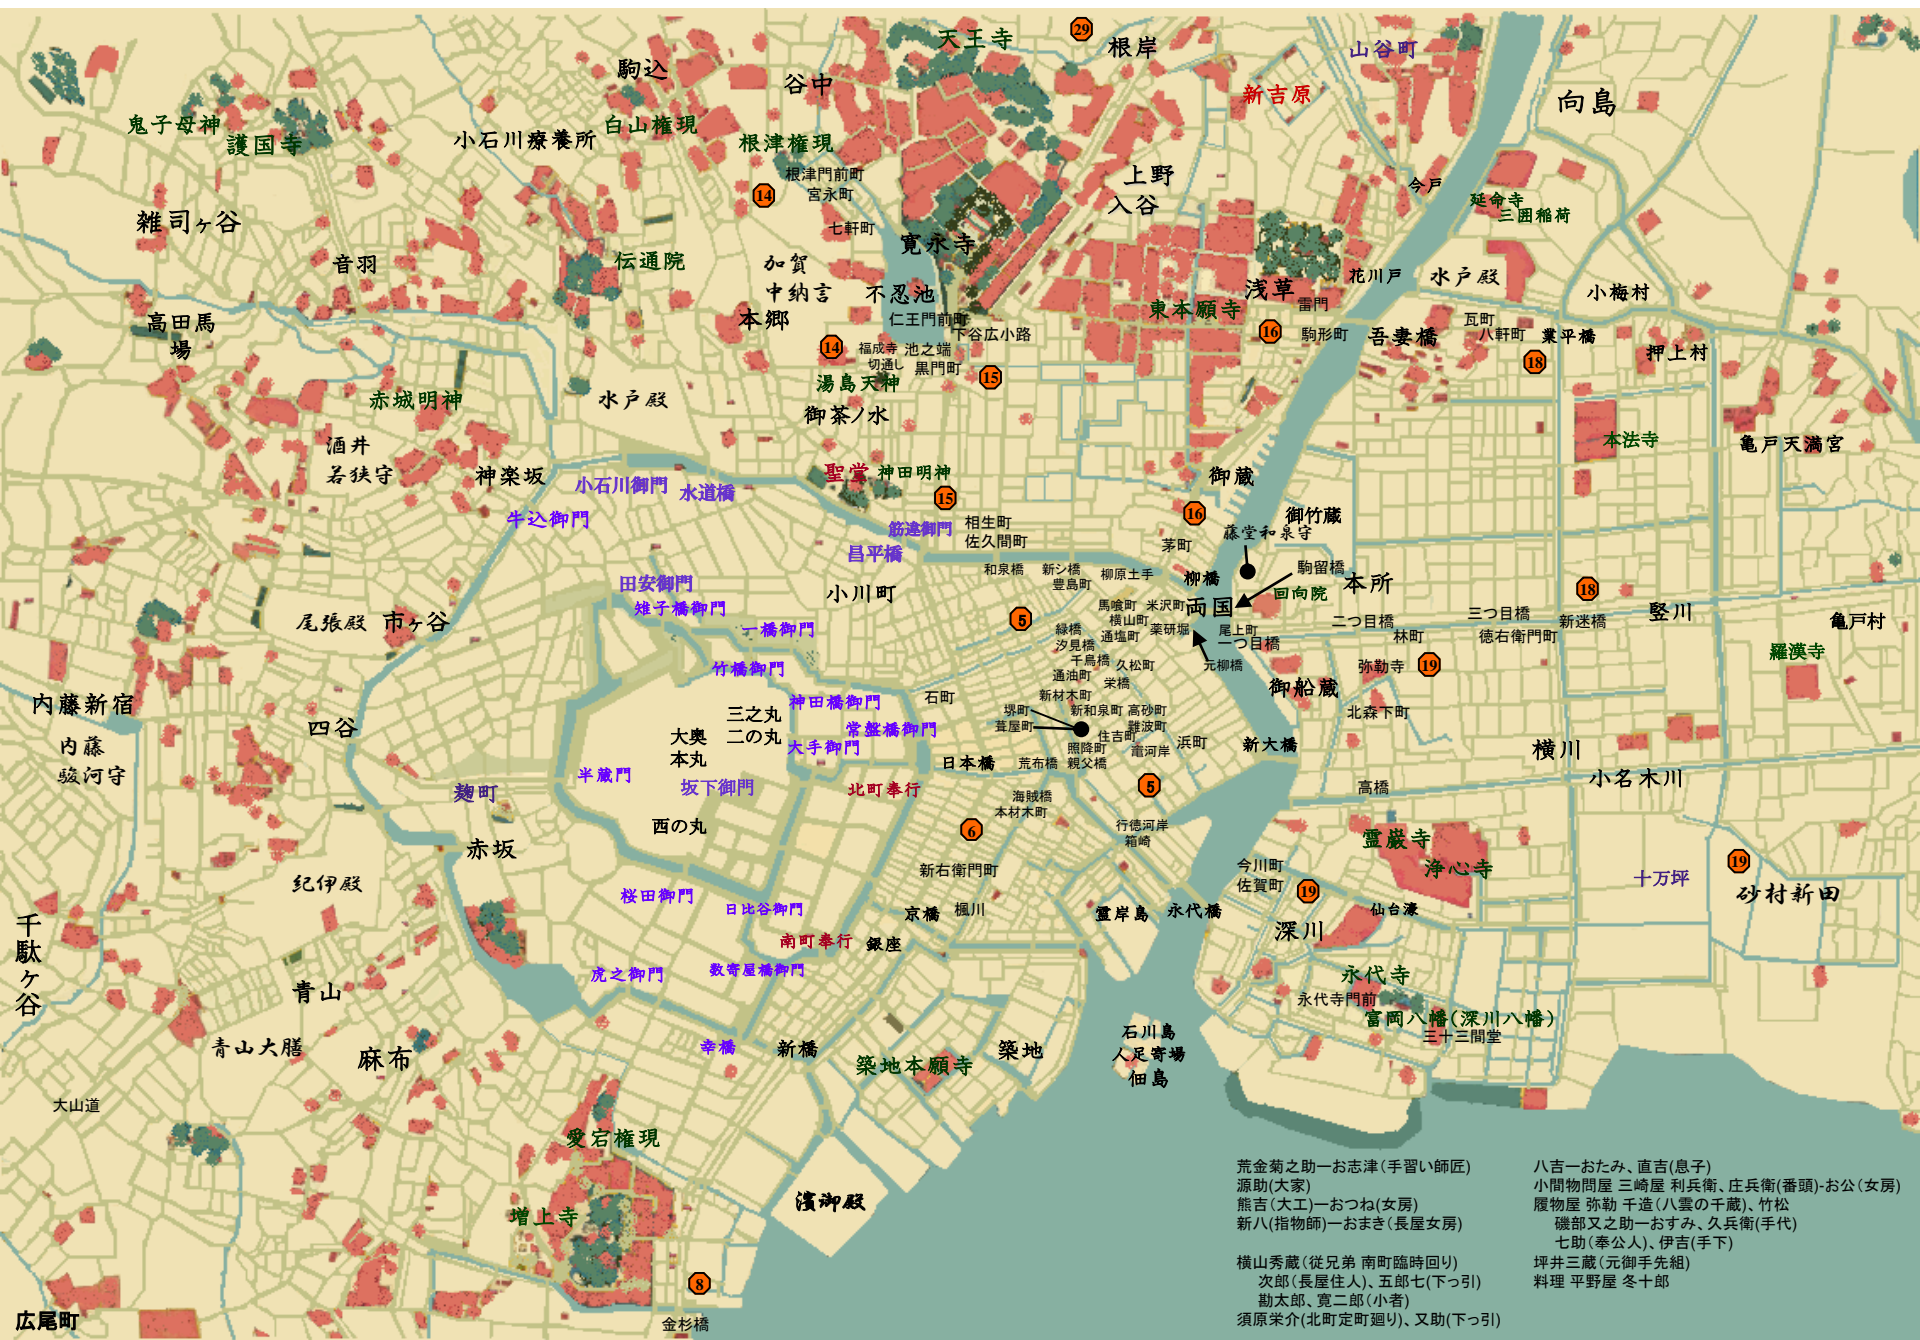 天王寺
29
根岸
山谷町
駒込
谷中
新吉原
向島
鬼子母神
護国寺
小石川療養所
白山権現
根津権現
根津門前町
14
宮永町
上野
入谷
今戸
延命寺
三囲稲荷
雑司ヶ谷
七軒町
寛永寺
音羽
伝通院
加賀
中納言
花川戸
水戸殿
不忍池
浅草
雷門
小梅村
本郷
仁王門前町
下谷広小路
東本願寺
16
駒形町
吾妻橋
瓦町
八軒町
業平橋
高田馬
場
14
福成寺
池之端
切通し
黒門町
15
18
押上村
湯島天神
赤城明神
水戸殿
御茶ノ水
本法寺
亀戸天満宮
酒井
若狭守
神楽坂
聖堂
神田明神
御蔵
小石川御門
水道橋
15
16
牛込御門
筋違御門
相生町
佐久間町
御竹蔵
藤堂和泉守
昌平橋
茅町
和泉橋
新シ橋
柳原土手
柳橋
駒留橋
本所
田安御門
小川町
豊島町
回向院
18
雉子橋御門
馬喰町
米沢町
両国
尾張殿
市ヶ谷
一橋御門
5
横山町
緑橋
通塩町
薬研堀
尾上町
二つ目橋
三つ目橋
新迷橋
竪川
亀戸村
汐見橋
一つ目橋
林町
徳右衛門町
千鳥橋
久松町
元柳橋
弥勒寺
19
羅漢寺
竹橋御門
通油町
栄橋
内藤新宿
神田橋御門
石町
新材木町
御船蔵
三之丸
堺町
新和泉町
高砂町
北森下町
四谷
二の丸
常盤橋御門
葺屋町
難波町
大奥
大手御門
住吉町
浜町
新大橋
内藤
駿河守
本丸
照降町
竈河岸
横川
日本橋
荒布橋
親父橋
半蔵門
坂下御門
北町奉行
小名木川
麹町
5
高橋
海賊橋
本材木町
西の丸
6
行徳河岸
箱崎
霊巌寺
赤坂
新右衛門町
今川町
浄心寺
19
紀伊殿
佐賀町
19
十万坪
砂村新田
桜田御門
日比谷御門
京橋
楓川
霊岸島
永代橋
仙台濠
千駄ヶ谷
南町奉行
銀座
深川
虎之御門
数寄屋橋御門
永代寺
青山
永代寺門前
富岡八幡(深川八幡)
三十三間堂
青山大膳
麻布
幸橋
新橋
築地本願寺
築地
石川島
人足寄場
佃島
大山道
愛宕権現
増上寺
濱御殿
8
金杉橋
広尾町
荒金菊之助ーお志津(手習い師匠)
源助(大家)
熊吉(大工)ーおつね(女房)
新八(指物師)ーおまき(長屋女房)
横山秀蔵(従兄弟 南町臨時回り)
次郎(長屋住人)、五郎七(下っ引)
勘太郎、寛二郎(小者)
須原栄介(北町定町廻り)、又助(下っ引)
八吉ーおたみ、直吉(息子)
小間物問屋 三崎屋 利兵衛、庄兵衛(番頭)-お公(女房)
履物屋 弥勒 千造(八雲の千蔵)、竹松
磯部又之助ーおすみ、久兵衛(手代)
七助(奉公人)、伊吉(手下)
坪井三蔵(元御手先組)
料理 平野屋 冬十郎